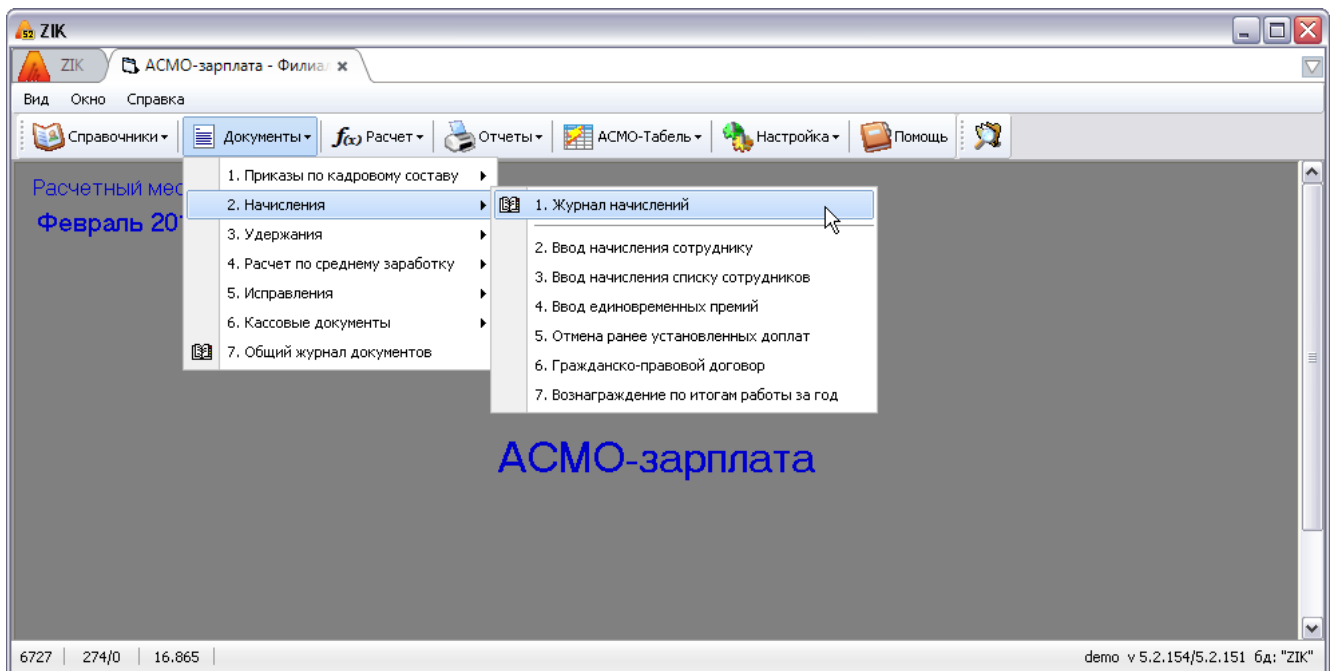 ZIK
ZIK АСМО-зарплата - Филиа
Вид Окно Справка
Справочники Документы f(x) Расчет Отчеты АСМО-Табель Настройка Помощь
Расчетный мес
Февраль 20
1. Приказы по кадровому составу
2. Начисления
3. Удержания
4. Расчет по среднему заработку
5. Исправления
6. Кассовые документы
7. Общий журнал документов
1. Журнал начислений
2. Ввод начисления сотруднику
3. Ввод начисления списку сотрудников
4. Ввод единовременных премий
5. Отмена ранее установленных доплат
6. Гражданско-правовой договор
7. Вознаграждение по итогам работы за год
АСМО-зарплата
6727 274/0 16.865 demo v 5.2.154/5.2.151 бд: "ZIK"